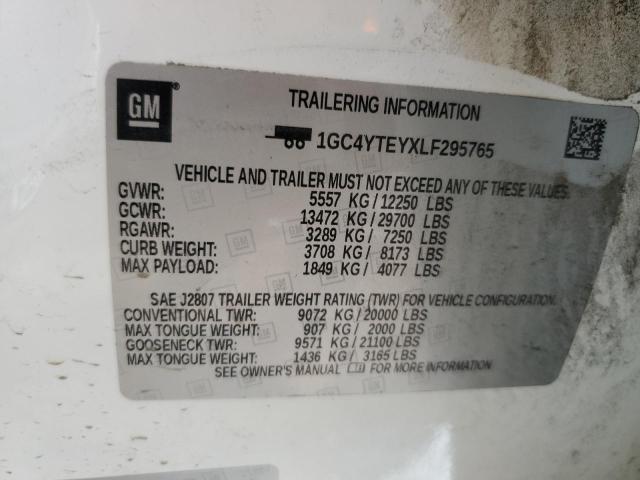 GM
®
TRAILERING INFORMATION
1GC4YTEYXLF295765
VEHICLE AND TRAILER MUST NOT EXCEED ANY OF THESE VALUES.
GVWR: 5557 KG / 12250 LBS
GCWR: 13472 KG / 29700 LBS
RGAWR: 3289 KG / 7250 LBS
CURB WEIGHT: 3708 KG / 8173 LBS
MAX PAYLOAD: 1849 KG / 4077 LBS
SAE J2807 TRAILER WEIGHT RATING (TWR) FOR VEHICLE CONFIGURATION.
CONVENTIONAL TWR: 9072 KG / 20000 LBS
MAX TONGUE WEIGHT: 907 KG / 2000 LBS
GOOSENECK TWR: 9571 KG / 21100 LBS
MAX TONGUE WEIGHT: 1436 KG / 3165 LBS
SEE OWNER'S MANUAL FOR MORE INFORMATION